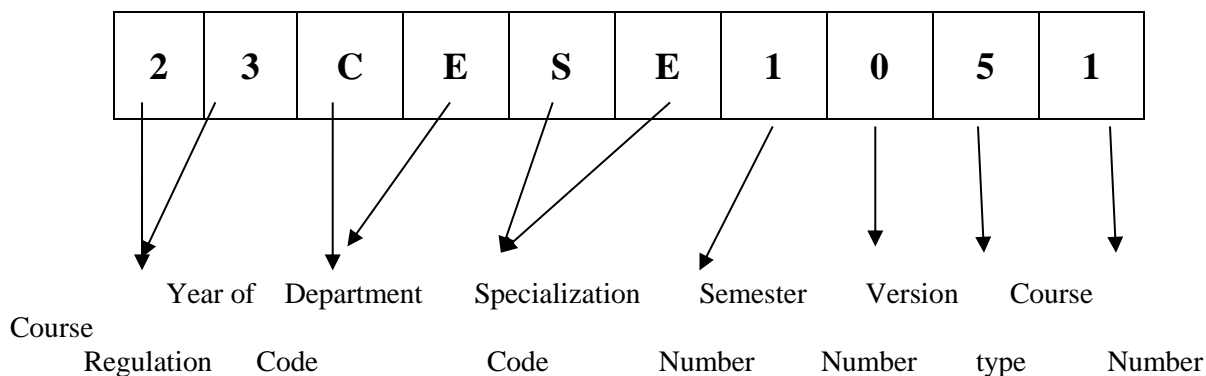 2 3 C E S E 1 0 5 1
Year of Department Specialization Semester Version Course
Course
Regulation Code Code Number Number type Number